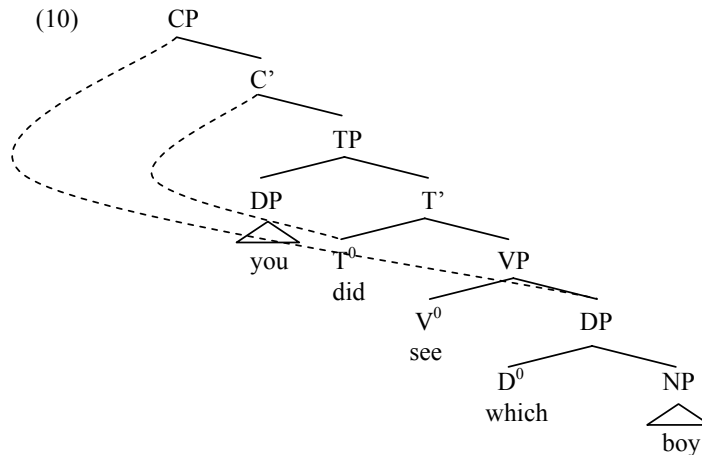 (10) CP
C’
TP
DP T’
you T⁰ VP
did
V⁰ DP
see
D⁰ NP
which
boy